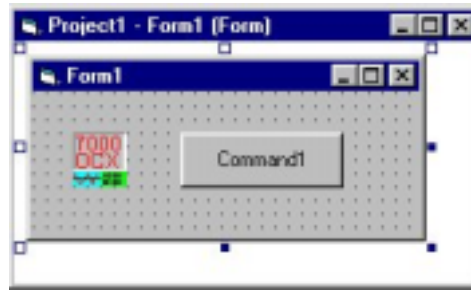 Project1 - Form1 (Form)
Form1
TODO
OCX
Command1